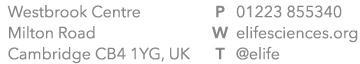 Westbrook Centre P 01223 855340
Milton Road W elifesciences.org
Cambridge CB4 1YG, UK T @elife